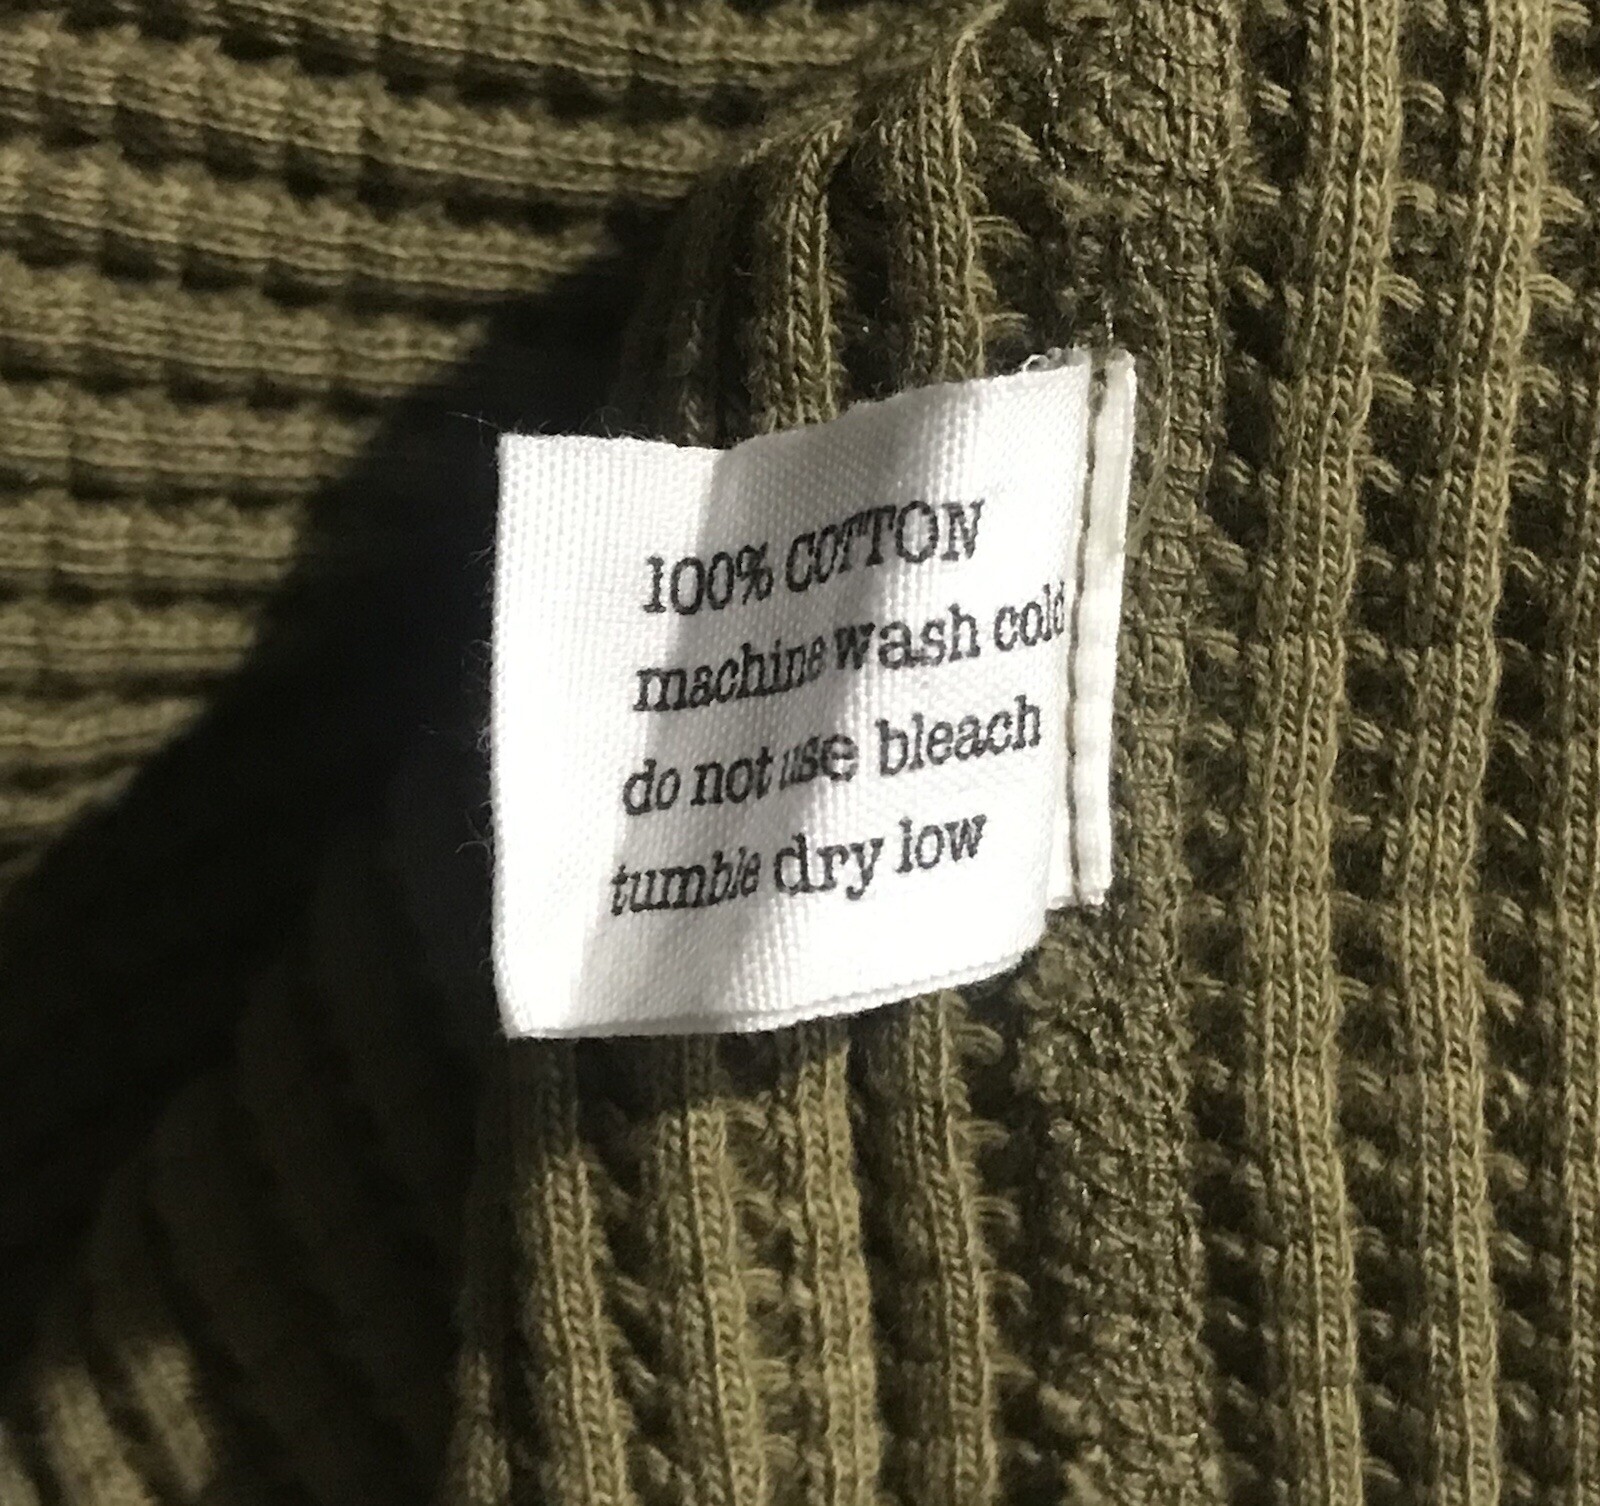 100% COTTON
machine wash cold
do not use bleach
tumble dry low